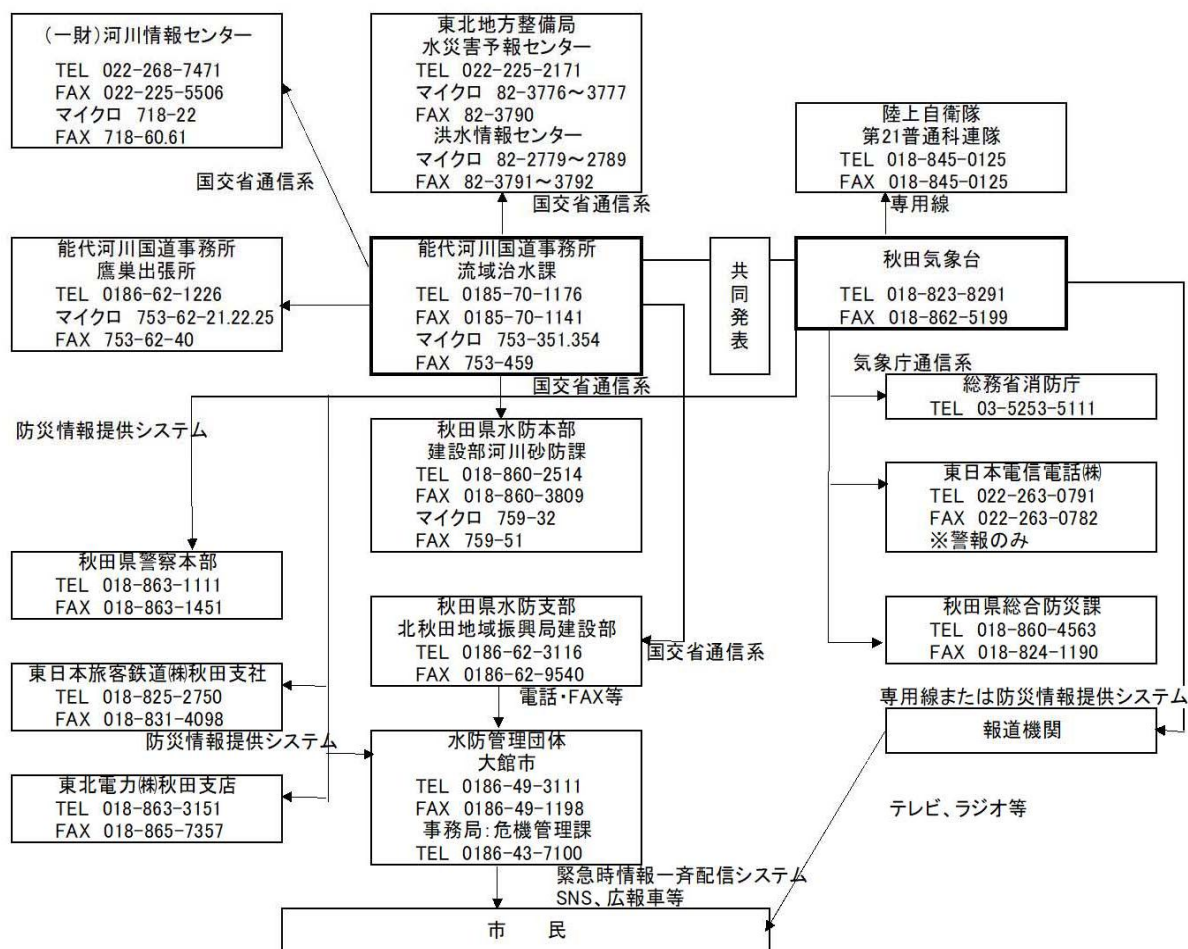 (一財)河川情報センター
TEL 022-268-7471
FAX 022-225-5506
マイクロ 718-22
FAX 718-60.61
東北地方整備局
水災害予報センター
TEL 022-225-2171
マイクロ 82-3776～3777
FAX 82-3790
洪水情報センター
マイクロ 82-2779～2789
FAX 82-3791～3792
陸上自衛隊
第21普通科連隊
TEL 018-845-0125
FAX 018-845-0125
国交省通信系
国交省通信系
専用線
能代河川国道事務所
鷹巣出張所
TEL 0186-62-1226
マイクロ 753-62-21.22.25
FAX 753-62-40
能代河川国道事務所
流域治水課
TEL 0185-70-1176
FAX 0185-70-1141
マイクロ 753-351.354
FAX 753-459
共同発表
秋田気象台
TEL 018-823-8291
FAX 018-862-5199
国交省通信系
気象庁通信系
総務省消防庁
TEL 03-5253-5111
防災情報提供システム
秋田県水防本部
建設部河川砂防課
TEL 018-860-2514
FAX 018-860-3809
マイクロ 759-32
FAX 759-51
東日本電信電話㈱
TEL 022-263-0791
FAX 022-263-0782
※警報のみ
秋田県警察本部
TEL 018-863-1111
FAX 018-863-1451
秋田県水防支部
北秋田地域振興局建設部
TEL 0186-62-3116
FAX 0186-62-9540
国交省通信系
秋田県総合防災課
TEL 018-860-4563
FAX 018-824-1190
東日本旅客鉄道㈱秋田支社
TEL 018-825-2750
FAX 018-831-4098
電話・FAX等
専用線または防災情報提供システム
報道機関
防災情報提供システム
水防管理団体
大館市
TEL 0186-49-3111
FAX 0186-49-1198
事務局:危機管理課
TEL 0186-43-7100
東北電力㈱秋田支店
TEL 018-863-3151
FAX 018-865-7357
テレビ、ラジオ等
緊急時情報一斉配信システム
SNS、広報車等
市 民